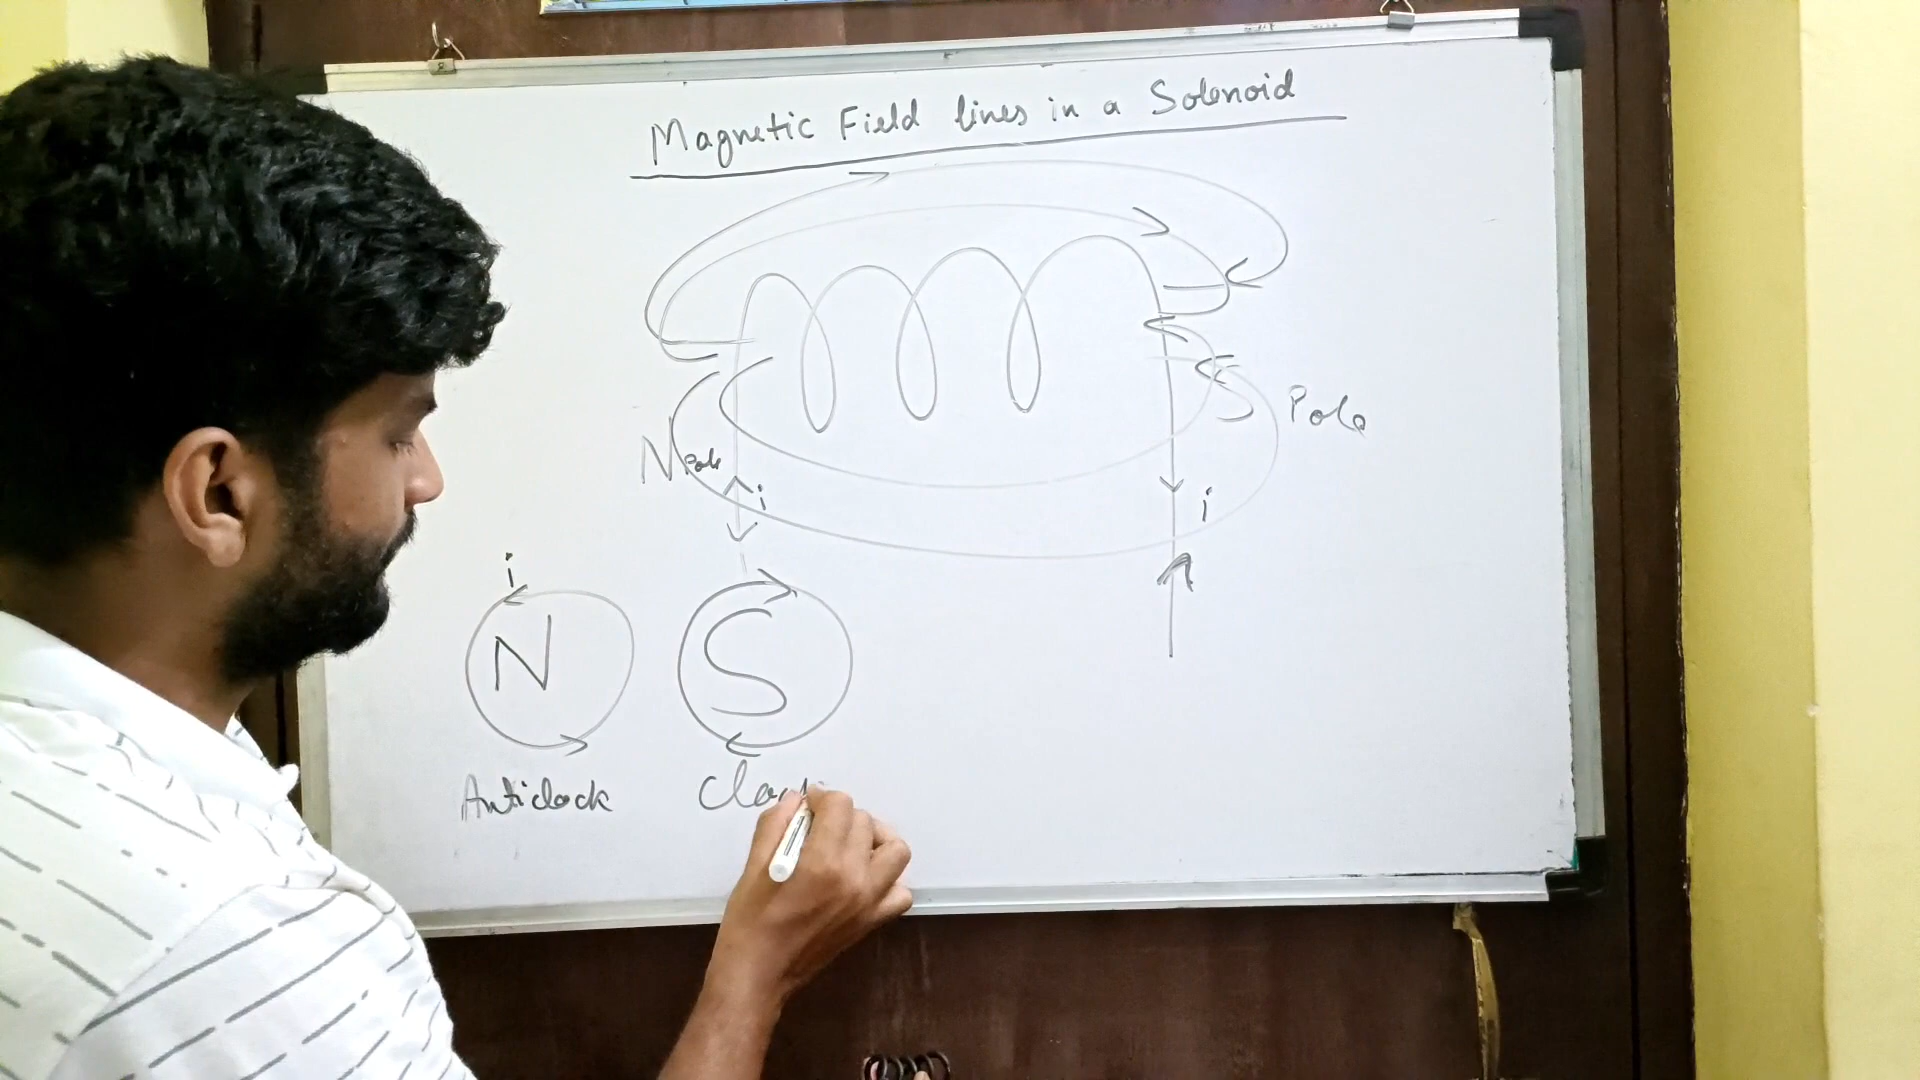 Magnetic Field lines in a Solenoid
S Pole
N Pole
i
i
i
N
S
Anticlock
Clock